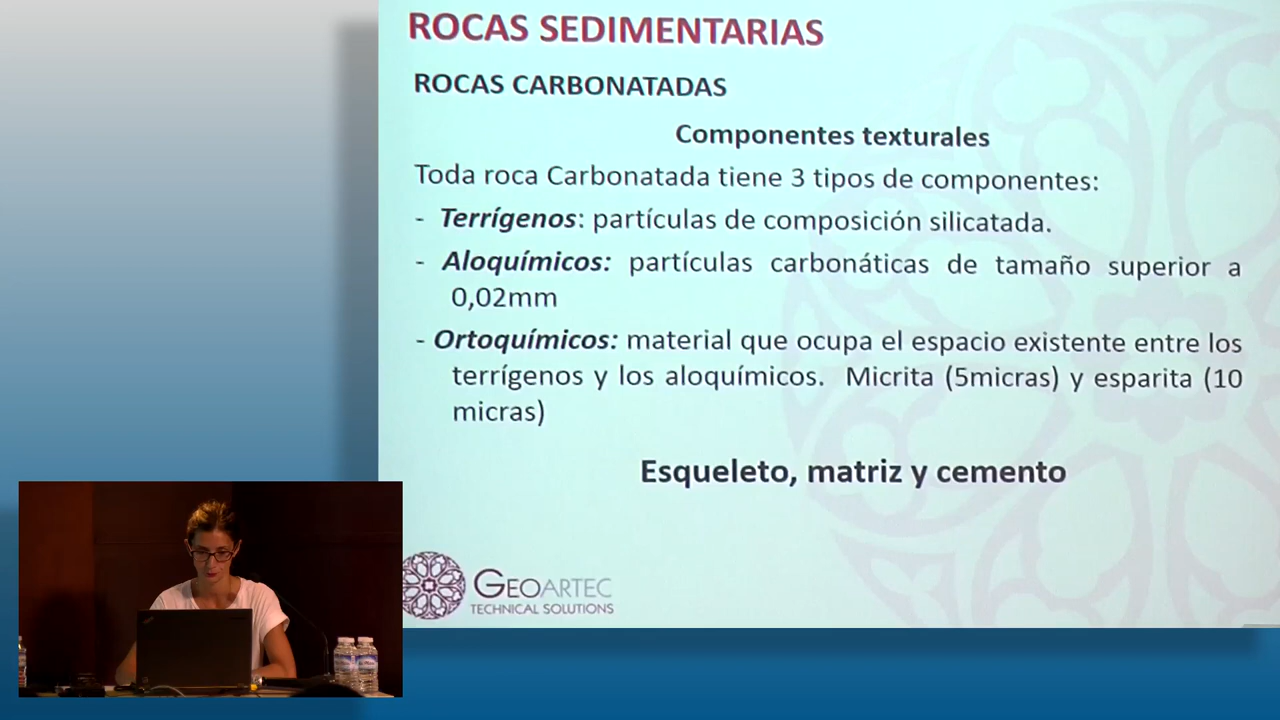 ROCAS SEDIMENTARIAS
ROCAS CARBONATADAS
Componentes texturales
Toda roca Carbonatada tiene 3 tipos de componentes:
- Terrígenos: partículas de composición silicatada.
- Aloquímicos: partículas carbonáticas de tamaño superior a
0,02mm
- Ortoquímicos: material que ocupa el espacio existente entre los
terrígenos y los aloquímicos. Micrita (5micras) y esparita (10
micras)
Esqueleto, matriz y cemento
GEOARTEC
TECHNICAL SOLUTIONS